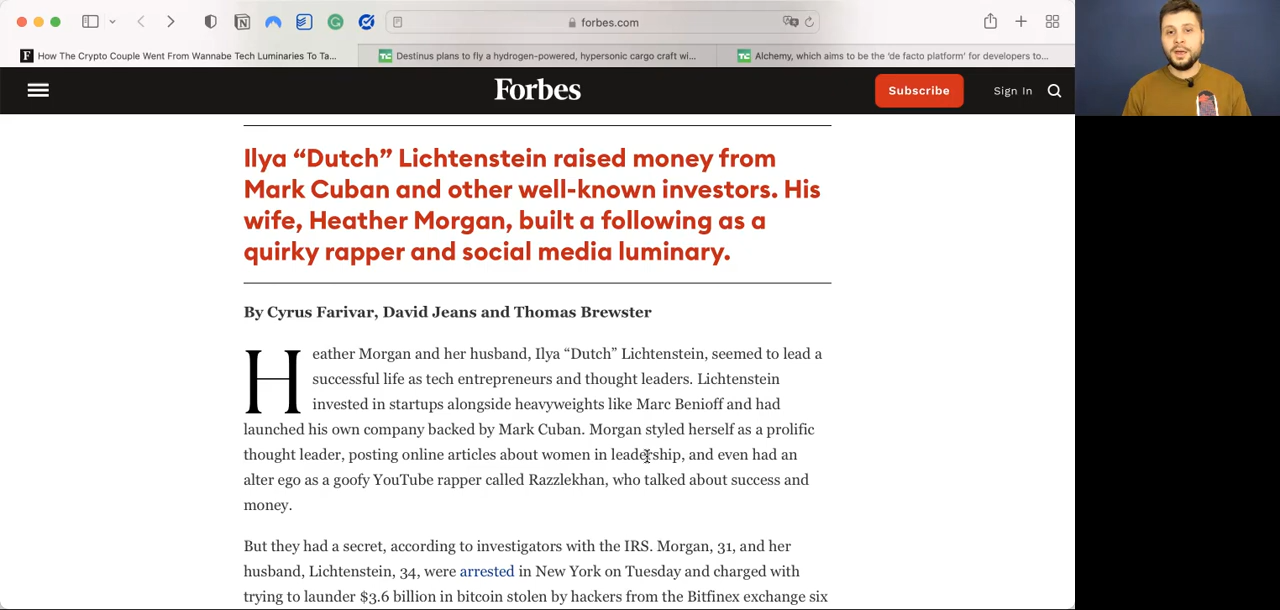 forbes.com
How The Crypto Couple Went From Wannabe Tech Luminaries To Ta...
Destinus plans to fly a hydrogen-powered, hypersonic cargo craft wi...
Alchemy, which aims to be the 'de facto platform' for developers to...
Forbes
Subscribe
Sign In
Ilya “Dutch” Lichtenstein raised money from
Mark Cuban and other well-known investors. His
wife, Heather Morgan, built a following as a
quirky rapper and social media luminary.
By Cyrus Farivar, David Jeans and Thomas Brewster
Heather Morgan and her husband, Ilya “Dutch” Lichtenstein, seemed to lead a
successful life as tech entrepreneurs and thought leaders. Lichtenstein
invested in startups alongside heavyweights like Marc Benioff and had
launched his own company backed by Mark Cuban. Morgan styled herself as a prolific
thought leader, posting online articles about women in leadership, and even had an
alter ego as a goofy YouTube rapper called Razzlekhan, who talked about success and
money.
But they had a secret, according to investigators with the IRS. Morgan, 31, and her
husband, Lichtenstein, 34, were arrested in New York on Tuesday and charged with
trying to launder $3.6 billion in bitcoin stolen by hackers from the Bitfinex exchange six